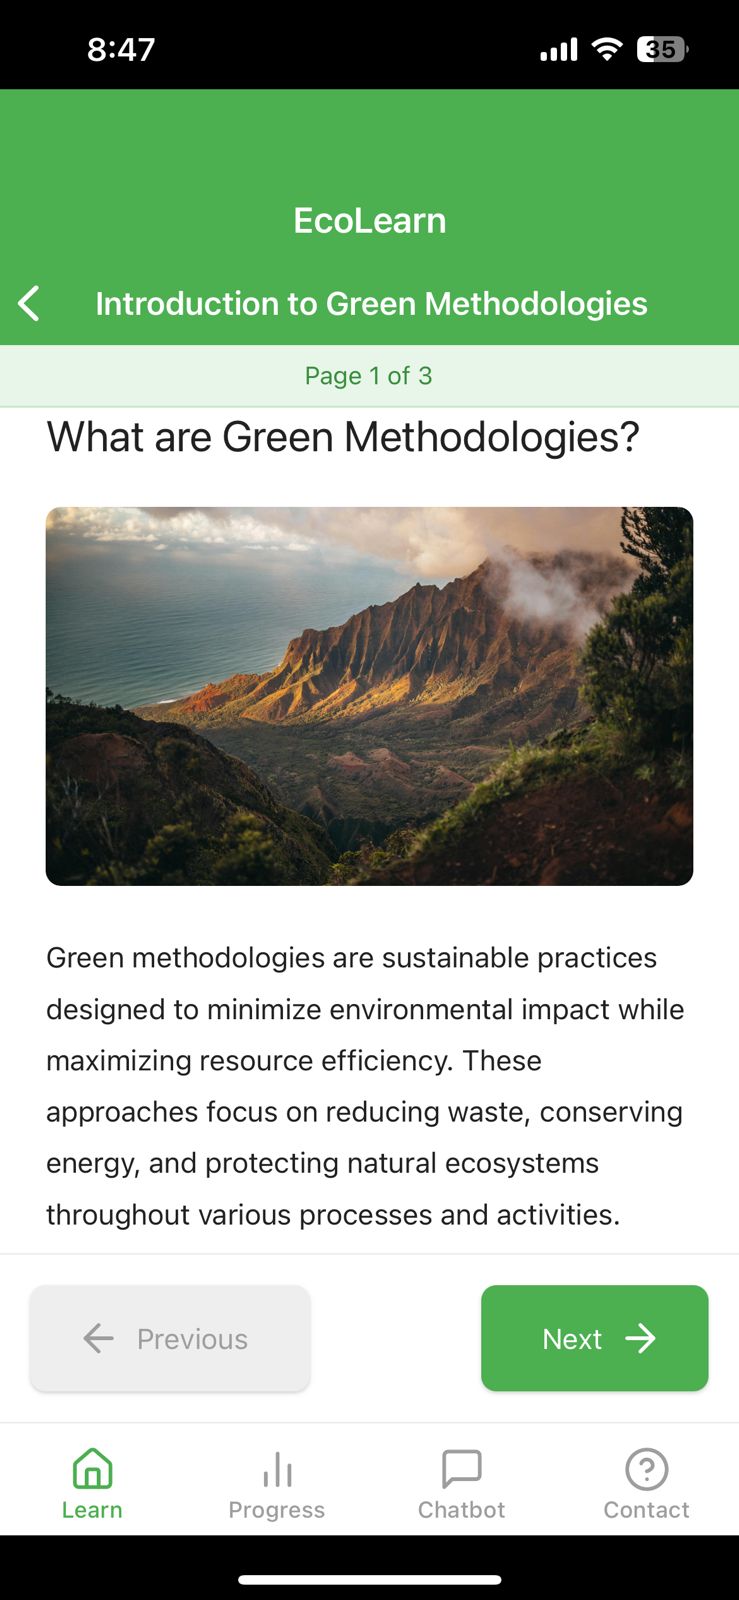 8:47
35
EcoLearn
Introduction to Green Methodologies
Page 1 of 3
What are Green Methodologies?
Green methodologies are sustainable practices
designed to minimize environmental impact while
maximizing resource efficiency. These
approaches focus on reducing waste, conserving
energy, and protecting natural ecosystems
throughout various processes and activities.
Previous
Next
Learn
Progress
Chatbot
Contact